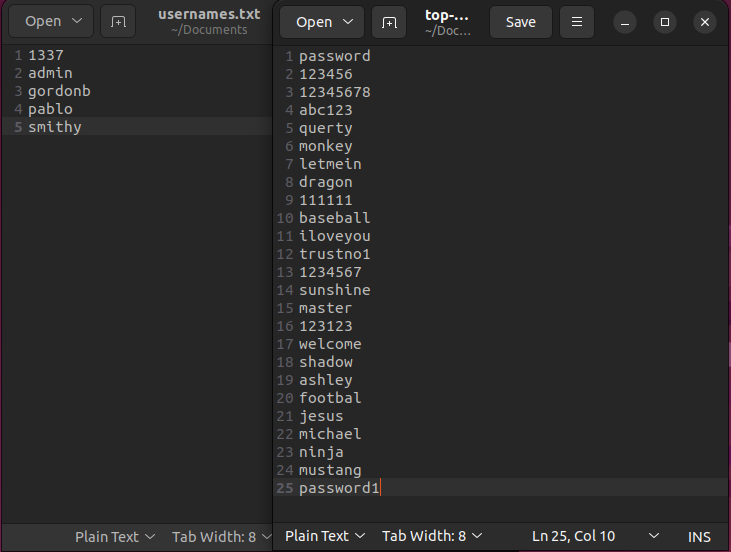 Open
usernames.txt
~/Documents
1 1337
2 admin
3 gordonb
4 pablo
5 smithy
Plain Text Tab Width: 8
Open
top-...
~/Doc...
Save
1 password
2 123456
3 12345678
4 abc123
5 querty
6 monkey
7 letmein
8 dragon
9 111111
10 baseball
11 iloveyou
12 trustno1
13 1234567
14 sunshine
15 master
16 123123
17 welcome
18 shadow
19 ashley
20 footbal
21 jesus
22 michael
23 ninja
24 mustang
25 password1
Plain Text Tab Width: 8 Ln 25, Col 10 INS